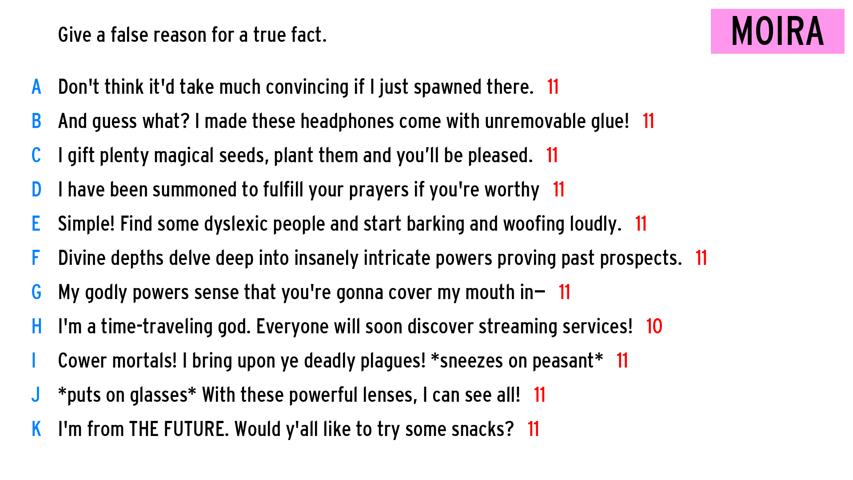 Give a false reason for a true fact.
MOIRA
A Don't think it'd take much convincing if I just spawned there. 11
B And guess what? I made these headphones come with unremovable glue! 11
C I gift plenty magical seeds, plant them and you’ll be pleased. 11
D I have been summoned to fulfill your prayers if you're worthy 11
E Simple! Find some dyslexic people and start barking and woofing loudly. 11
F Divine depths delve deep into insanely intricate powers proving past prospects. 11
G My godly powers sense that you're gonna cover my mouth in— 11
H I'm a time-traveling god. Everyone will soon discover streaming services! 10
I Cower mortals! I bring upon ye deadly plagues! *sneezes on peasant* 11
J *puts on glasses* With these powerful lenses, I can see all! 11
K I'm from THE FUTURE. Would y'all like to try some snacks? 11